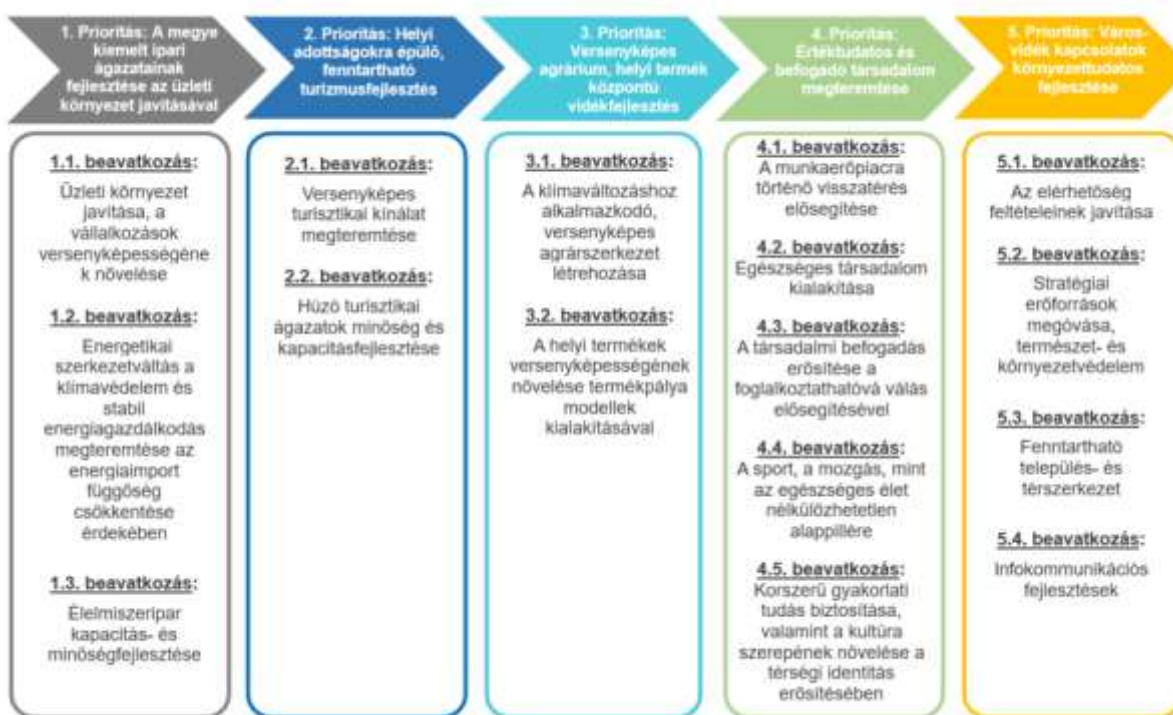 1. Prioritás: A megye
kiemelt ipari
ágazatainak
fejlesztése az üzleti
környezet javításával
1.1. beavatkozás:
Üzleti környezet
javítása, a
vállalkozások
versenyképességéne
k növelése
1.2. beavatkozás:
Energetikai
szerkezetváltás a
klímavédelem és
stabil
energiagazdálkodás
megteremtése az
energiaimport
függőség
csökkentése
érdekében
1.3. beavatkozás:
Élelmiszeripar
kapacitás- és
minőségfejlesztése
2. Prioritás: Helyi
adottságokra épülő,
fenntartható
turizmusfejlesztés
2.1. beavatkozás:
Versenyképes
turisztikai kínálat
megteremtése
2.2. beavatkozás:
Húzó turisztikai
ágazatok minőség és
kapacitásfejlesztése
3. Prioritás:
Versenyképes
agrárium, helyi termék
központú
vidékfejlesztés
3.1. beavatkozás:
A klímaváltozáshoz
alkalmazkodó,
versenyképes
agrárszerkezet
létrehozása
3.2. beavatkozás:
A helyi termékek
versenyképességének
növelése termékpálya
modellek
kialakításával
4. Prioritás:
Értéktudatos és
befogadó társadalom
megteremtése
4.1. beavatkozás:
A munkaerőpiacra
történő visszatérés
elősegítése
4.2. beavatkozás:
Egészséges társadalom
kialakítása
4.3. beavatkozás:
A társadalmi befogadás
erősítése a
foglalkoztathatóvá válás
elősegítésével
4.4. beavatkozás:
A sport, a mozgás, mint
az egészséges élet
nélkülözhetetlen
alappillére
4.5. beavatkozás:
Korszerű gyakorlati
tudás biztosítása,
valamint a kultúra
szerepének növelése a
térségi identitás
erősítésében
5. Prioritás: Város-
vidék kapcsolatok
környezettudatos
fejlesztése
5.1. beavatkozás:
Az elérhetőség
feltételeinek javítása
5.2. beavatkozás:
Stratégiai
erőforrások
megóvása,
természet- és
környezetvédelem
5.3. beavatkozás:
Fenntartható
település- és
térszerkezet
5.4. beavatkozás:
Infokommunikációs
fejlesztések